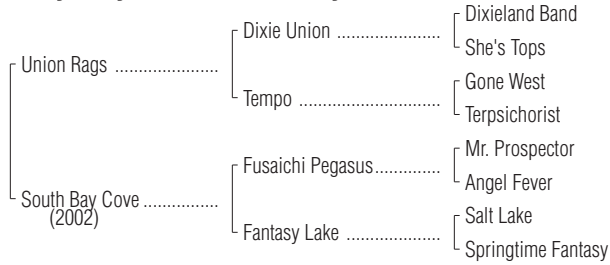 Dixieland Band
Dixie Union ....................
She's Tops
Union Rags ....................
Gone West
Tempo ...........................
Terpsichorist
Mr. Prospector
Fusaichi Pegasus.............
Angel Fever
South Bay Cove ...............
(2002)
Salt Lake
Fantasy Lake ..................
Springtime Fantasy